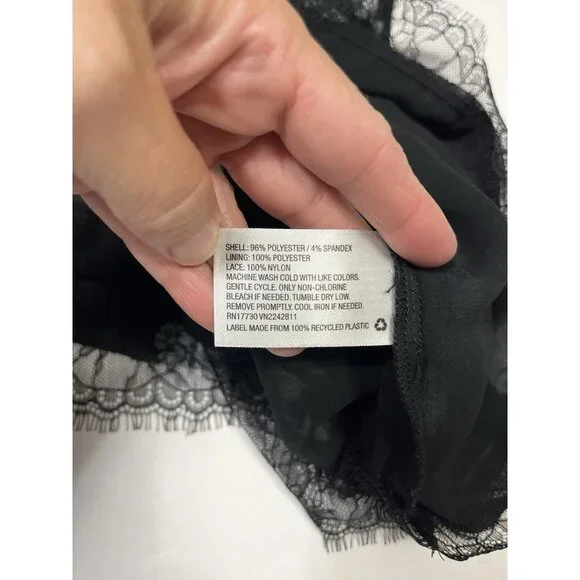 SHELL: 96% POLYESTER / 4% SPANDEX
LINING: 100% POLYESTER
LACE: 100% NYLON
MACHINE WASH COLD WITH LIKE COLORS.
GENTLE CYCLE. ONLY NON-CHLORINE
BLEACH IF NEEDED. TUMBLE DRY LOW.
REMOVE PROMPTLY. COOL IRON IF NEEDED.
RN17730 VN2242811
LABEL MADE FROM 100% RECYCLED PLASTIC